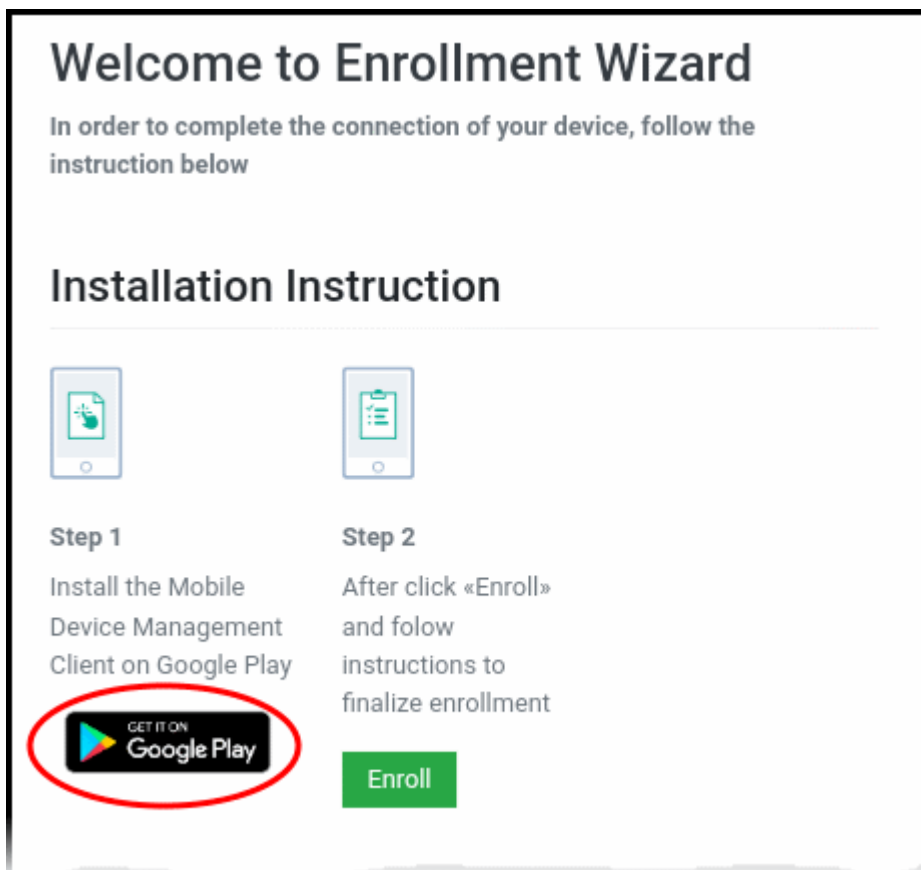 Welcome to Enrollment Wizard
In order to complete the connection of your device, follow the
instruction below
Installation Instruction
Step 1
Install the Mobile
Device Management
Client on Google Play
GET IT ON
Google Play
Step 2
After click «Enroll»
and folow
instructions to
finalize enrollment
Enroll